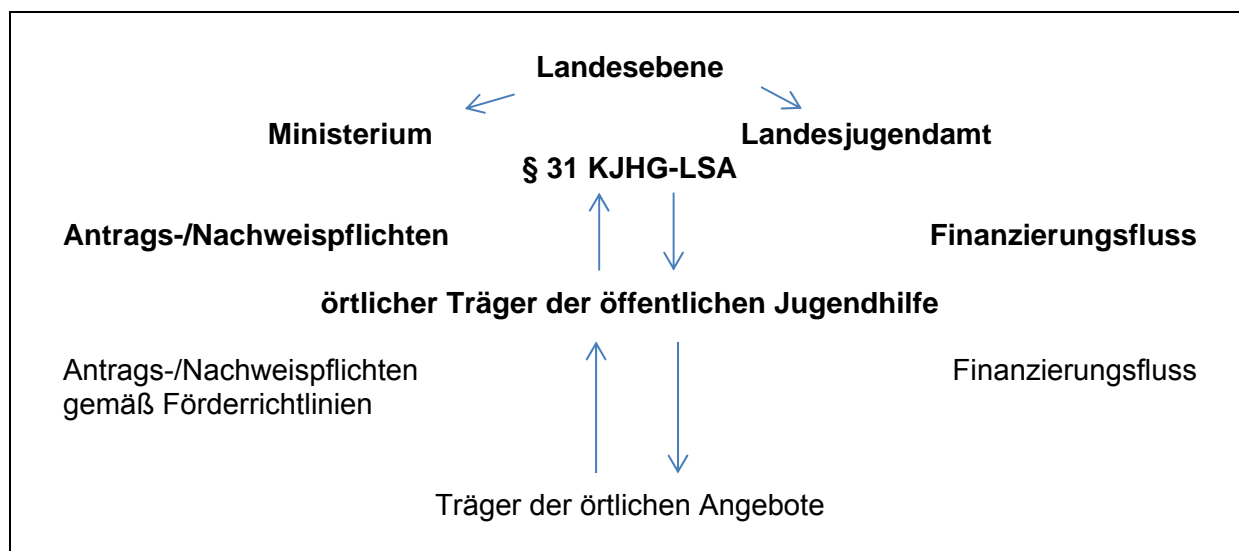 Landesebene
Ministerium Landesjugendamt
§ 31 KJHG-LSA
Antrags-/Nachweispflichten Finanzierungsfluss
örtlicher Träger der öffentlichen Jugendhilfe
Antrags-/Nachweispflichten Finanzierungsfluss
gemäß Förderrichtlinien
Träger der örtlichen Angebote